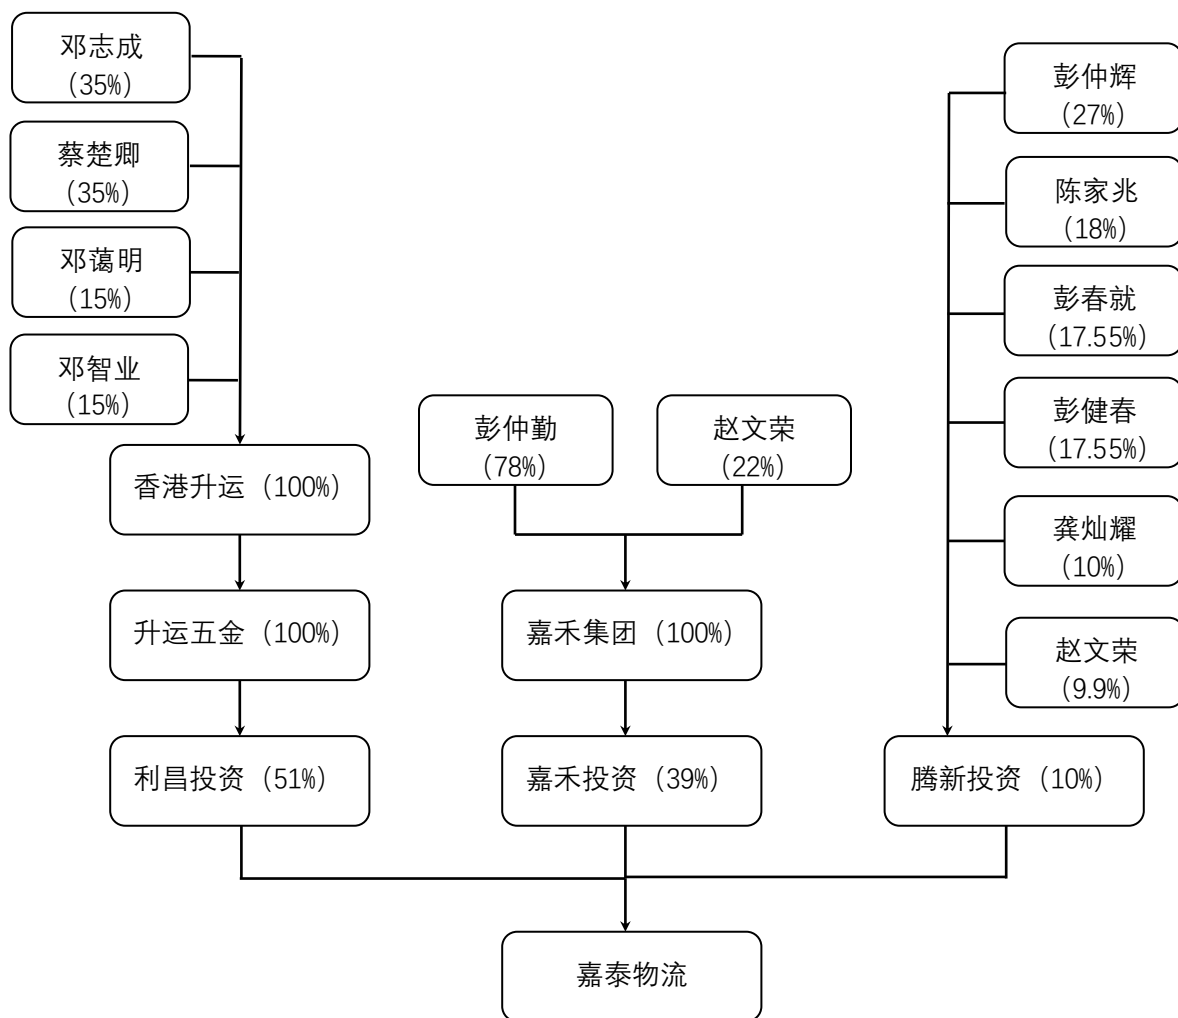 邓志成
(35%)
蔡楚卿
(35%)
邓蔼明
(15%)
邓智业
(15%)
香港升运（100%）
升运五金（100%）
利昌投资（51%）
彭仲勤
(78%)
赵文荣
(22%)
嘉禾集团（100%）
嘉禾投资（39%）
彭仲辉
(27%)
陈家兆
(18%)
彭春就
(17.55%)
彭健春
(17.55%)
龚灿耀
(10%)
赵文荣
(9.9%)
腾新投资（10%）
嘉泰物流